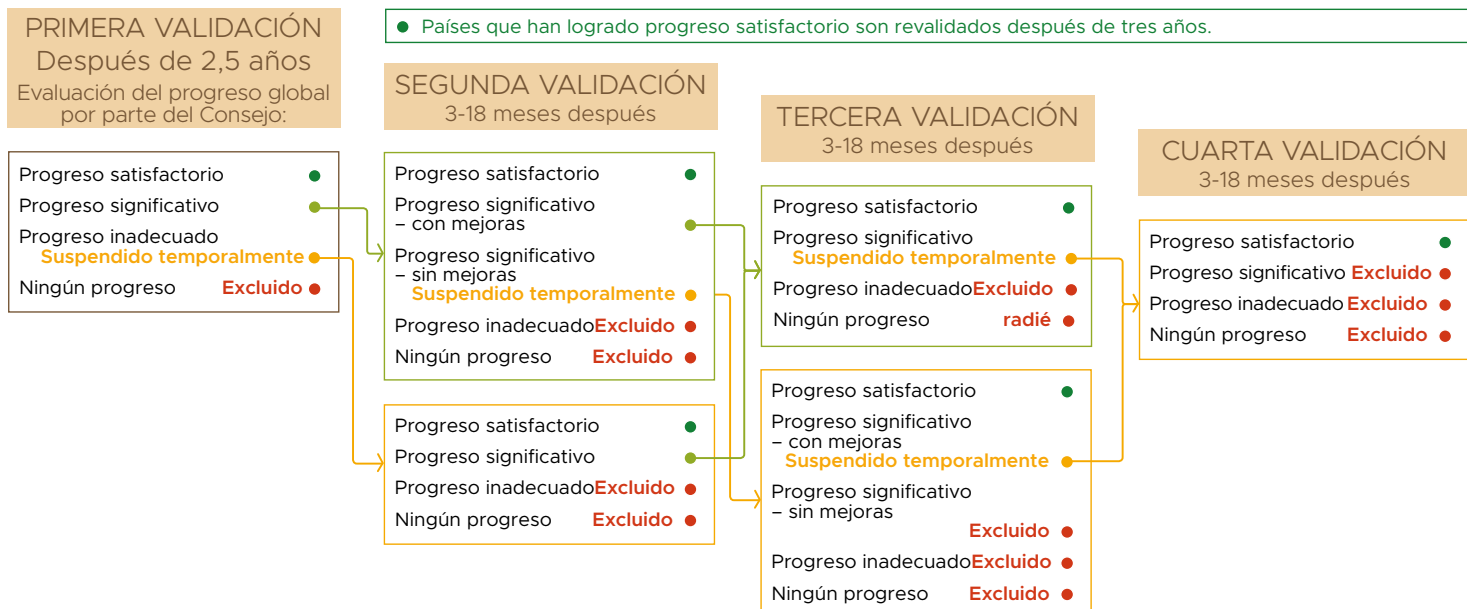 PRIMERA VALIDACIÓN
Después de 2,5 años
Evaluación del progreso global
por parte del Consejo:
Progreso satisfactorio
Progreso significativo
Progreso inadecuado
Suspendido temporalmente
Ningún progreso Excluido
Países que han logrado progreso satisfactorio son revalidados después de tres años.
SEGUNDA VALIDACIÓN
3-18 meses después
Progreso satisfactorio
Progreso significativo
– con mejoras
Progreso significativo
– sin mejoras
Suspendido temporalmente
Progreso inadecuado Excluido
Ningún progreso Excluido
Progreso satisfactorio
Progreso significativo
Progreso inadecuado Excluido
Ningún progreso Excluido
TERCERA VALIDACIÓN
3-18 meses después
Progreso satisfactorio
Progreso significativo
Suspendido temporalmente
Progreso inadecuado Excluido
Ningún progreso radié
Progreso satisfactorio
Progreso significativo
– con mejoras
Suspendido temporalmente
Progreso significativo
– sin mejoras
Excluido
Progreso inadecuado Excluido
Ningún progreso Excluido
CUARTA VALIDACIÓN
3-18 meses después
Progreso satisfactorio
Progreso significativo Excluido
Progreso inadecuado Excluido
Ningún progreso Excluido